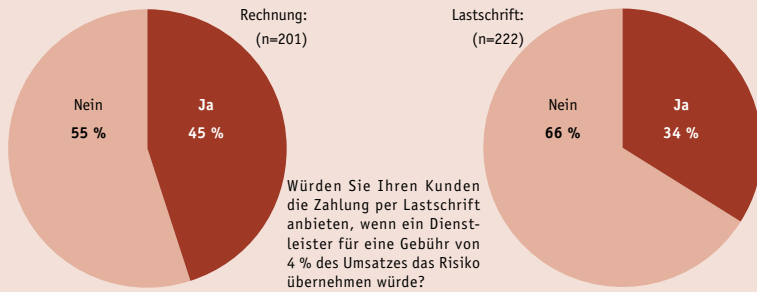 Rechnung:
(n=201)
Nein
55 %
Ja
45 %
Lastschrift:
(n=222)
Nein
66 %
Ja
34 %
Würden Sie Ihren Kunden
die Zahlung per Lastschrift
anbieten, wenn ein Dienst-
leister für eine Gebühr von
4 % des Umsatzes das Risiko
übernehmen würde?